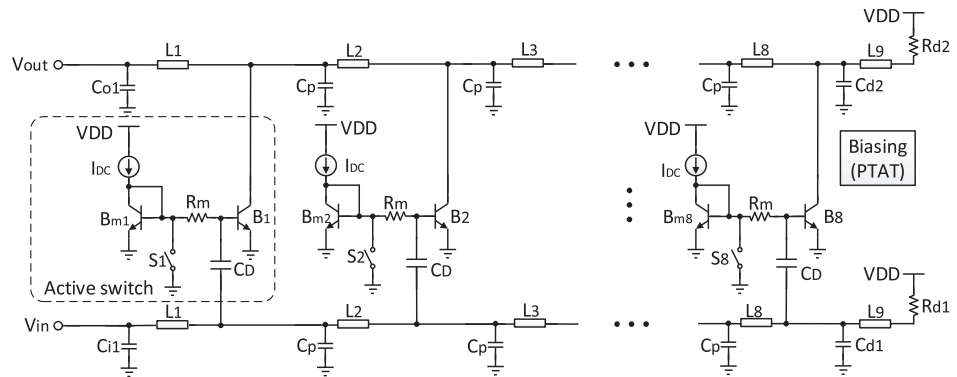 VDD
Rd2
Vout
L1
L2
L3
L8
L9
Co1
Cp
Cp
Cp
Cd2
VDD
VDD
VDD
IDC
IDC
IDC
Biasing
(PTAT)
Bm1
Rm
B1
Bm2
Rm
B2
Bm8
Rm
B8
S1
CD
S2
CD
S8
CD
Active switch
VDD
Rd1
Vin
L1
L2
L3
L8
L9
Ci1
Cp
Cp
Cp
Cd1